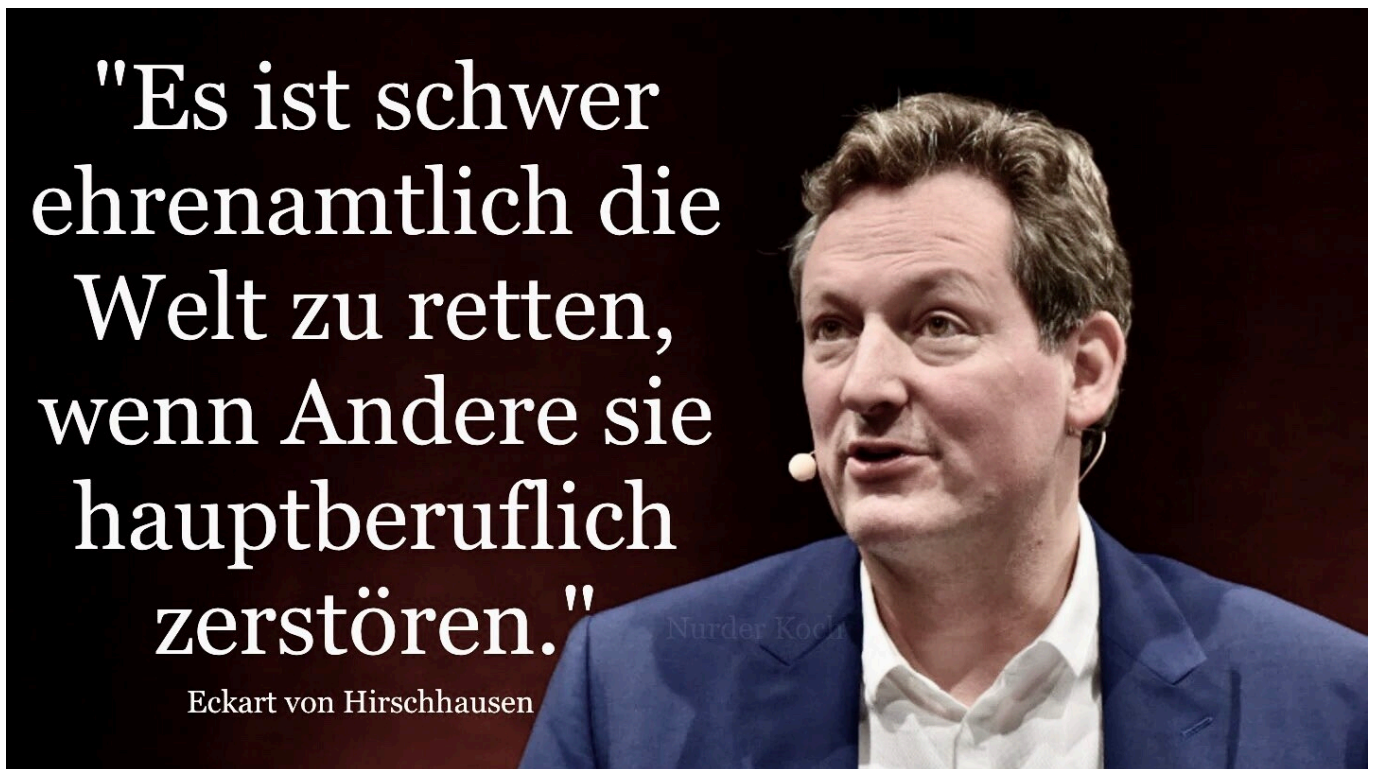 "Es ist schwer
ehrenamtlich die
Welt zu retten,
wenn Andere sie
hauptberuflich
zerstören."
Nurder Koch
Eckart von Hirschhausen